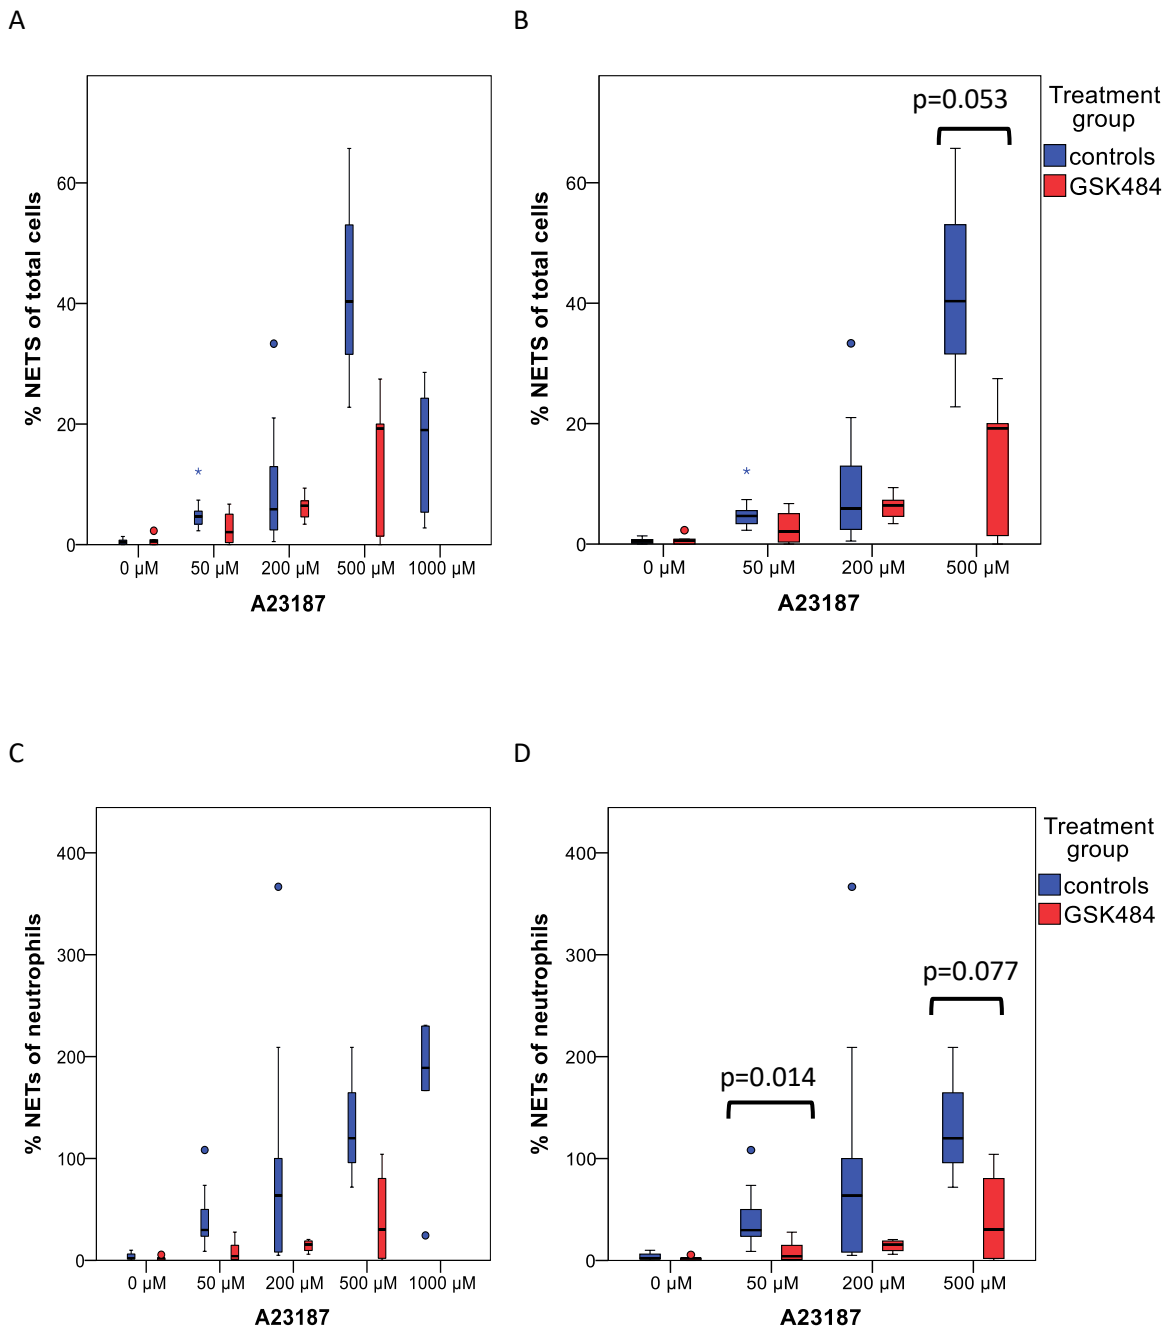 A
% NETS of total cells
60
40
20
0
0 µM 50 µM 200 µM 500 µM 1000 µM
A23187
*
B
p=0.053
% NETS of total cells
60
40
20
0
0 µM 50 µM 200 µM 500 µM
A23187
*
Treatment
group
controls
GSK484
C
% NETs of neutrophils
400
300
200
100
0
0 µM 50 µM 200 µM 500 µM 1000 µM
A23187
D
p=0.077
p=0.014
% NETs of neutrophils
400
300
200
100
0
0 µM 50 µM 200 µM 500 µM
A23187
Treatment
group
controls
GSK484